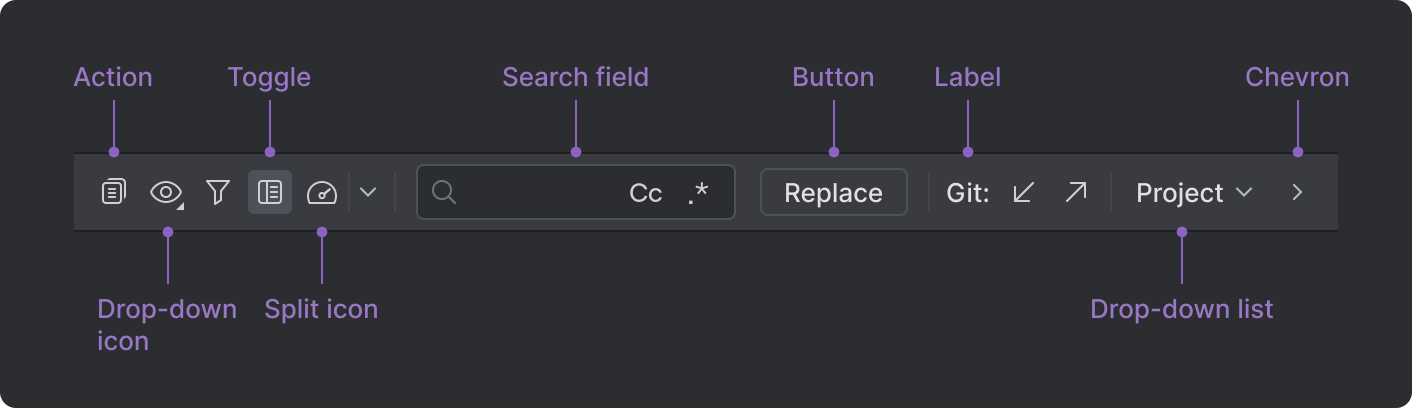 Action
Toggle
Search field
Button
Label
Chevron
Cc
.*
Replace
Git:
Project
Drop-down
icon
Split icon
Drop-down list